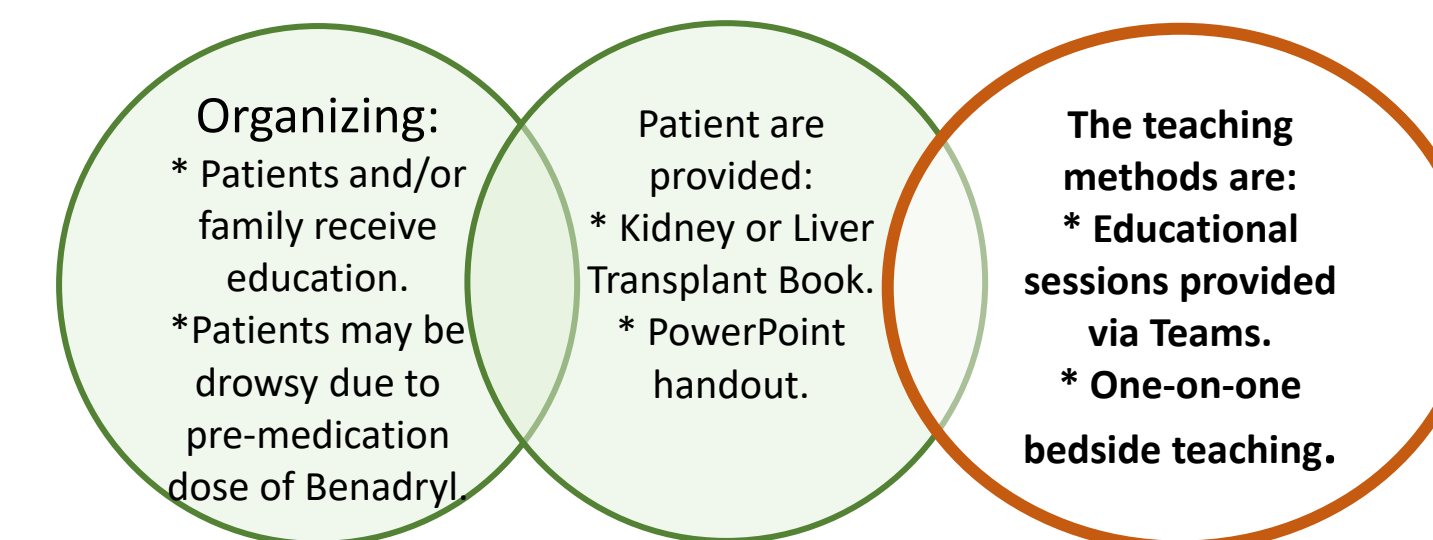 Organizing:
* Patients and/or
family receive
education.
*Patients may be
drowsy due to
pre-medication
dose of Benadryl.
Patient are
provided:
* Kidney or Liver
Transplant Book.
* PowerPoint
handout.
The teaching
methods are:
* Educational
sessions provided
via Teams.
* One-on-one
bedside teaching.